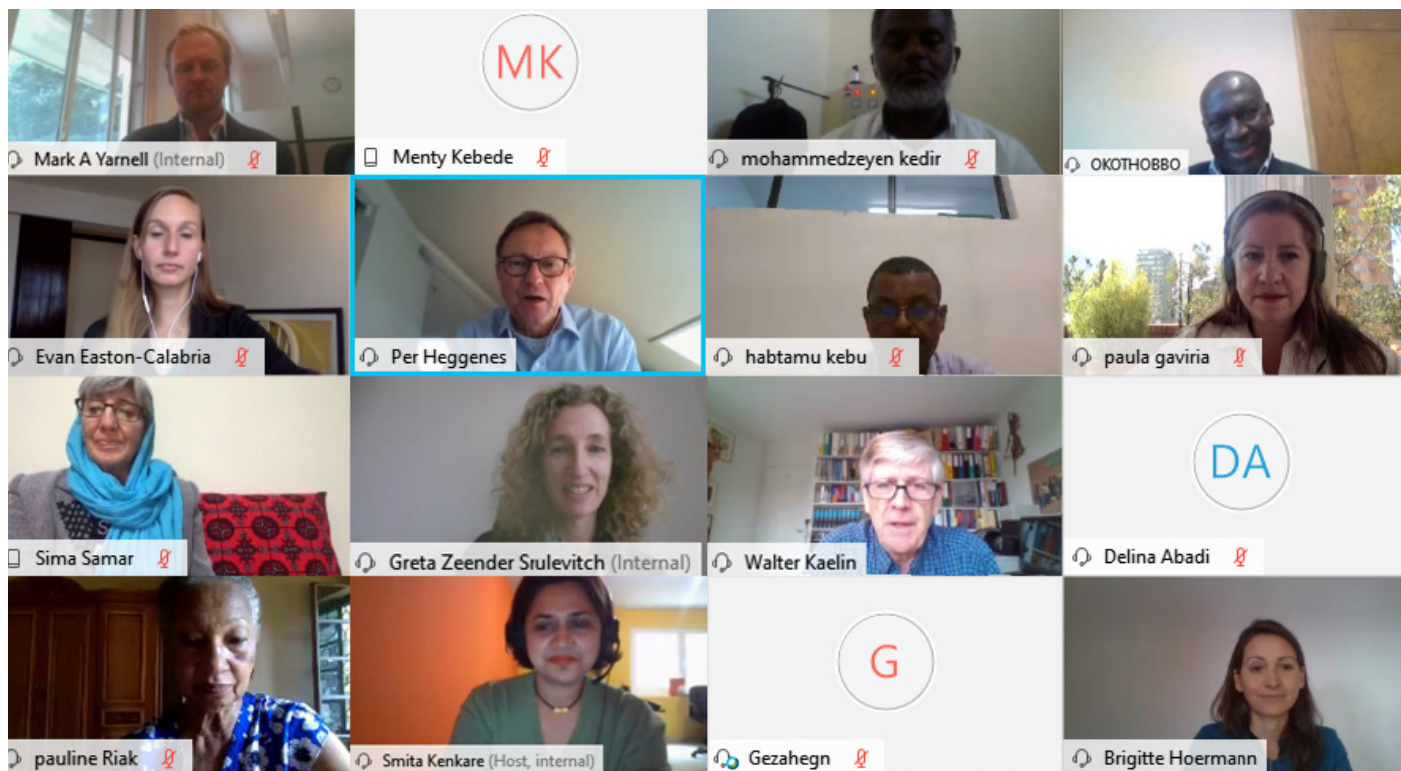 Mark A Yarnell (Internal)
MK
Menty Kebede
mohammedzeyen kedir
OKOTHOBBO
Evan Easton-Calabria
Per Heggenes
habtamu kebu
paula gaviria
Sima Samar
Greta Zeender Srulevitch (Internal)
Walter Kaelin
DA
Delina Abadi
pauline Riak
Smita Kenkare (Host, internal)
G
Gezahegn
Brigitte Hoermann